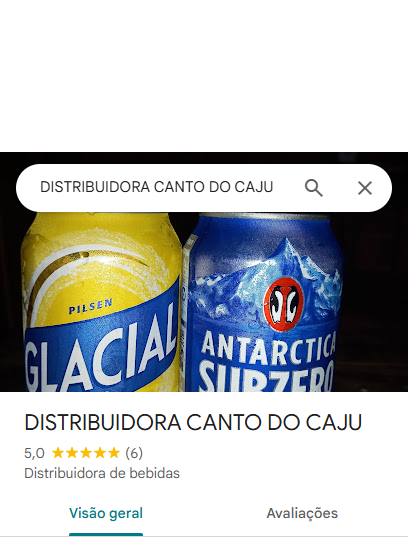 DISTRIBUIDORA CANTO DO CAJU
PILSEN
GLACIAL
ANTARCTICA
SUBZERO
DISTRIBUIDORA CANTO DO CAJU
5,0 ★★★★★ (6)
Distribuidora de bebidas
Visão geral
Avaliações